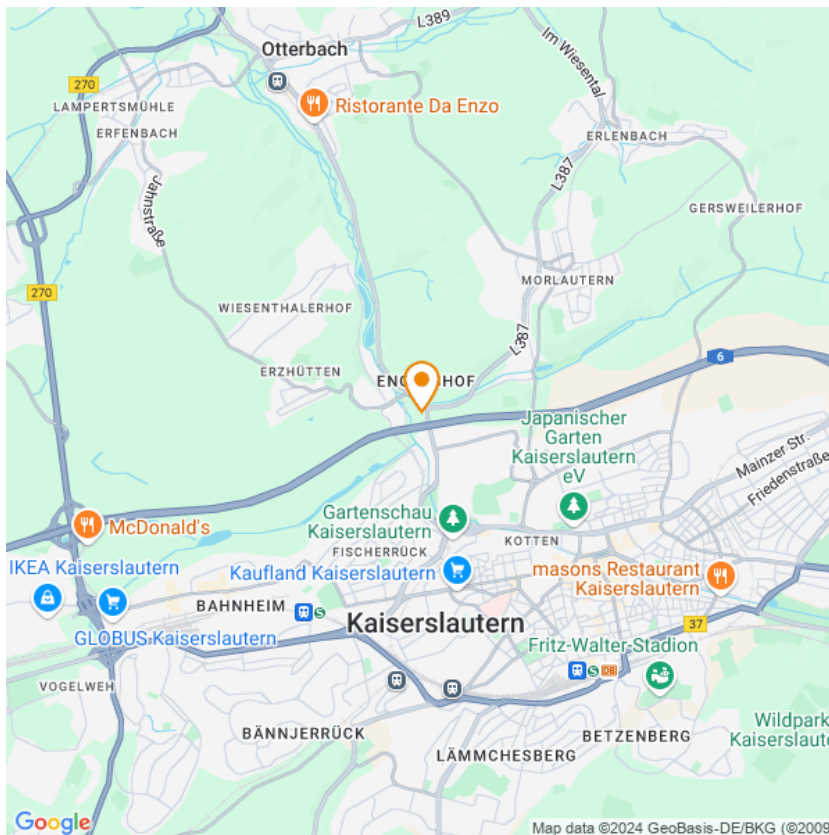 L389
Otterbach
Im Wiesental
270
LAMPERTSMÜHLE
Ristorante Da Enzo
ERFENBACH
ERLENBACH
L387
Jahnstraße
GERSWEILERHOF
MORLAUTERN
270
WIESENTHALERHOF
L387
6
ERZHÜTTEN
Japanischer
Garten
Kaiserslautern
eV
Mainzer Str.
Friedenstraße
Gartenschau
Kaiserslautern
McDonald's
KOTTEN
FISCHERRÜCK
IKEA Kaiserslautern
Kaufland Kaiserslautern
masons Restaurant
Kaiserslautern
BAHNHEIM
S
GLOBUS Kaiserslautern
Kaiserslautern
37
Fritz-Walter-Stadion
S DB
VOGELWEH
BÄNNJERRÜCK
BETZENBERG
Wildpark
Kaiserslaute
LÄMMCHESBERG
Google
Map data ©2024 GeoBasis-DE/BKG (©2009